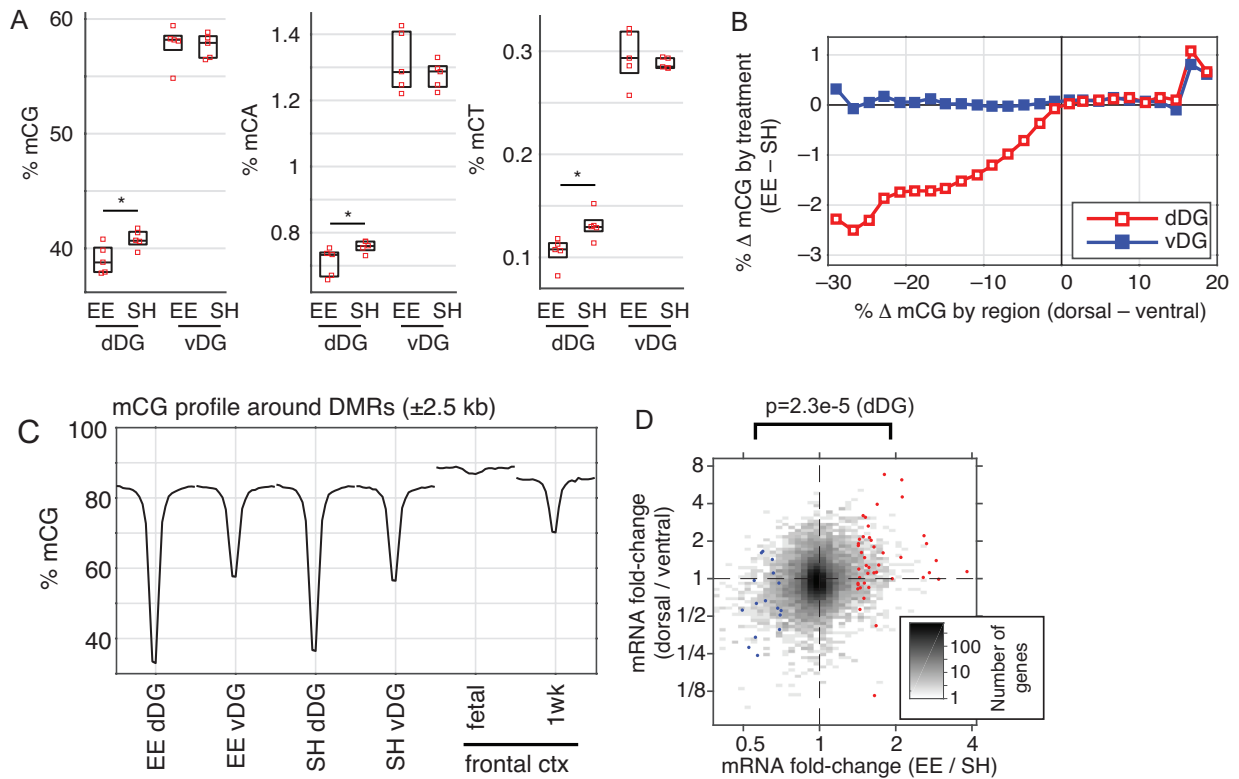 A
% mCG
60
50
40
EE SH
dDG
EE SH
vDG
*
% mCA
1.4
1.2
1
0.8
EE SH
dDG
EE SH
vDG
*
% mCT
0.3
0.2
0.1
EE SH
dDG
EE SH
vDG
*
B
% Δ mCG by treatment
(EE – SH)
1
0
−1
−2
−3
−30 −20 −10 0 10 20
% Δ mCG by region (dorsal – ventral)
dDG
vDG
C
mCG profile around DMRs (±2.5 kb)
% mCG
100
80
60
40
EE dDG
EE vDG
SH dDG
SH vDG
fetal
1wk
frontal ctx
D
p=2.3e-5 (dDG)
mRNA fold-change
(dorsal / ventral)
8
4
2
1
1/2
1/4
1/8
0.5 1 2 4
mRNA fold-change (EE / SH)
100
10
1
Number of
genes